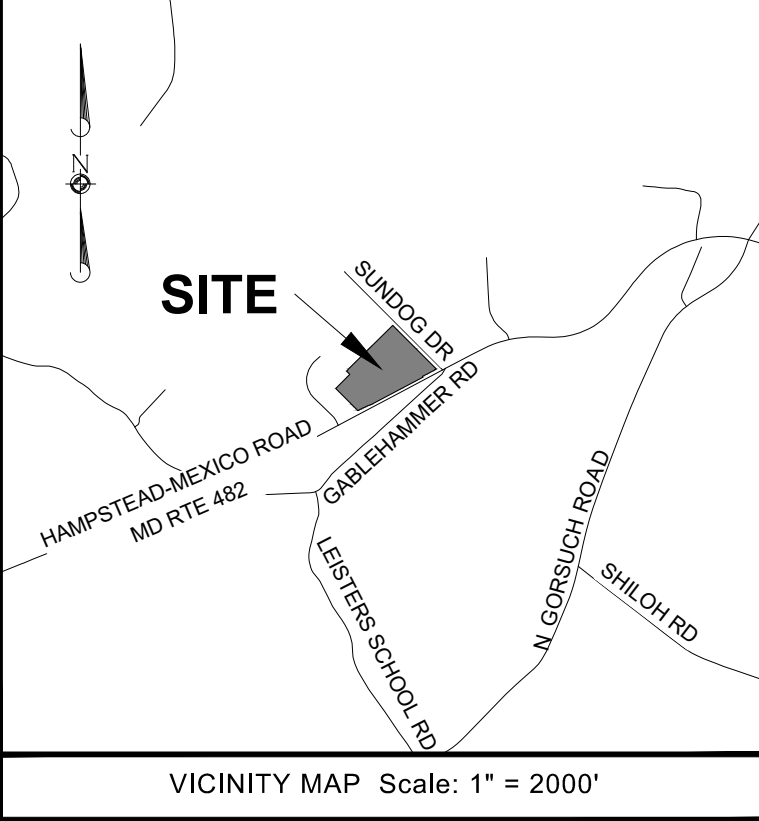 N
SITE
SUNDOG DR
GABLEHAMMER RD
HAMPSTEAD-MEXICO ROAD
MD RTE 482
LEISTERS SCHOOL RD
N GORSUCH ROAD
SHILOH RD
VICINITY MAP Scale: 1" = 2000'